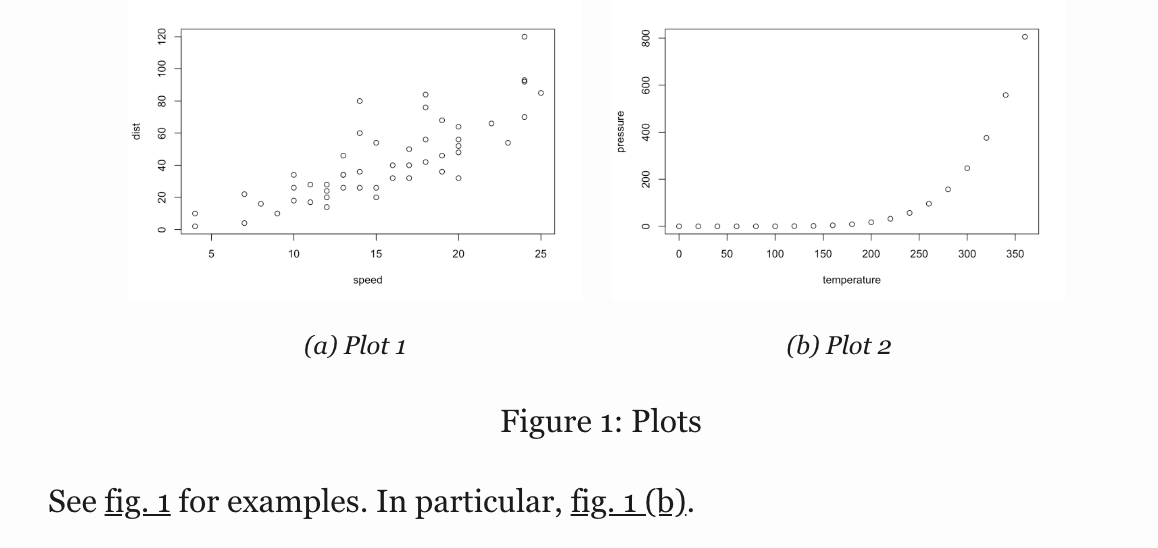 dist
0
20
40
60
80
100
120
5 10 15 20 25
speed
pressure
0
200
400
600
800
0 50 100 150 200 250 300 350
temperature
(a) Plot 1
(b) Plot 2
Figure 1: Plots
See fig. 1 for examples. In particular, fig. 1 (b).